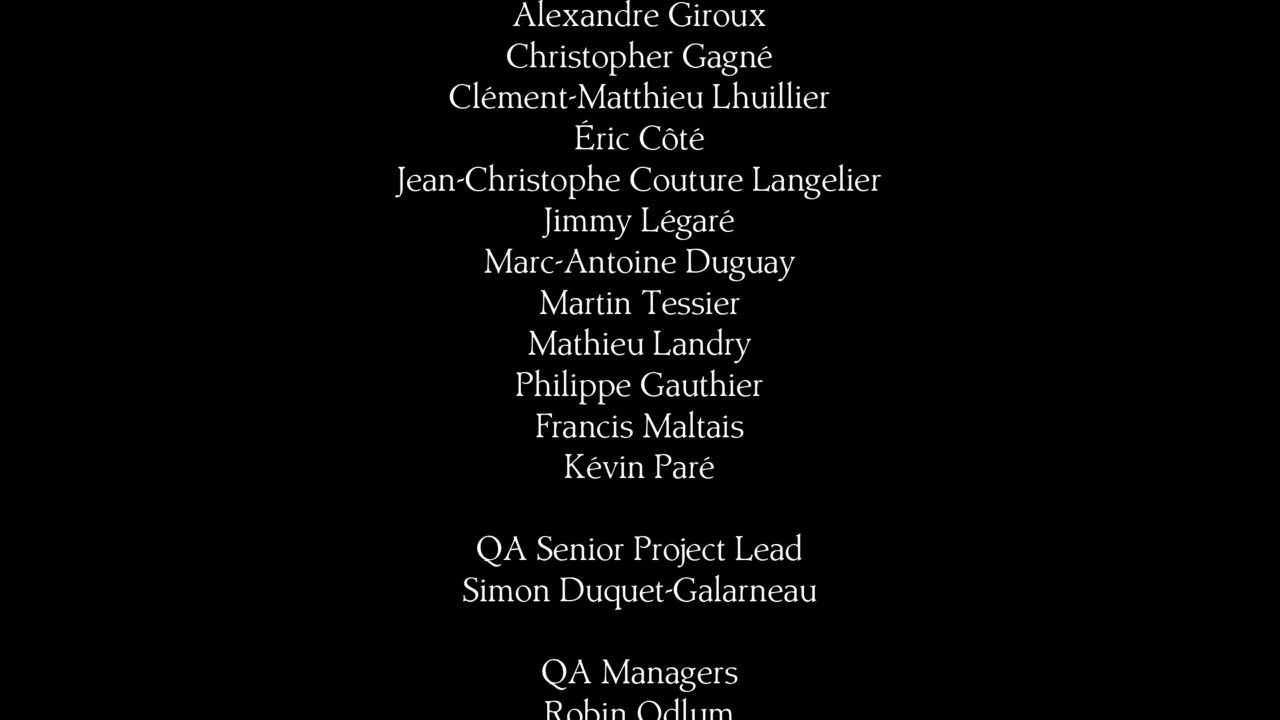 Alexandre Giroux
Christopher Gagné
Clément-Matthieu Lhuillier
Éric Côté
Jean-Christophe Couture Langelier
Jimmy Légaré
Marc-Antoine Duguay
Martin Tessier
Mathieu Landry
Philippe Gauthier
Francis Maltais
Kévin Paré
QA Senior Project Lead
Simon Duquet-Galarneau
QA Managers
Robin Odlum